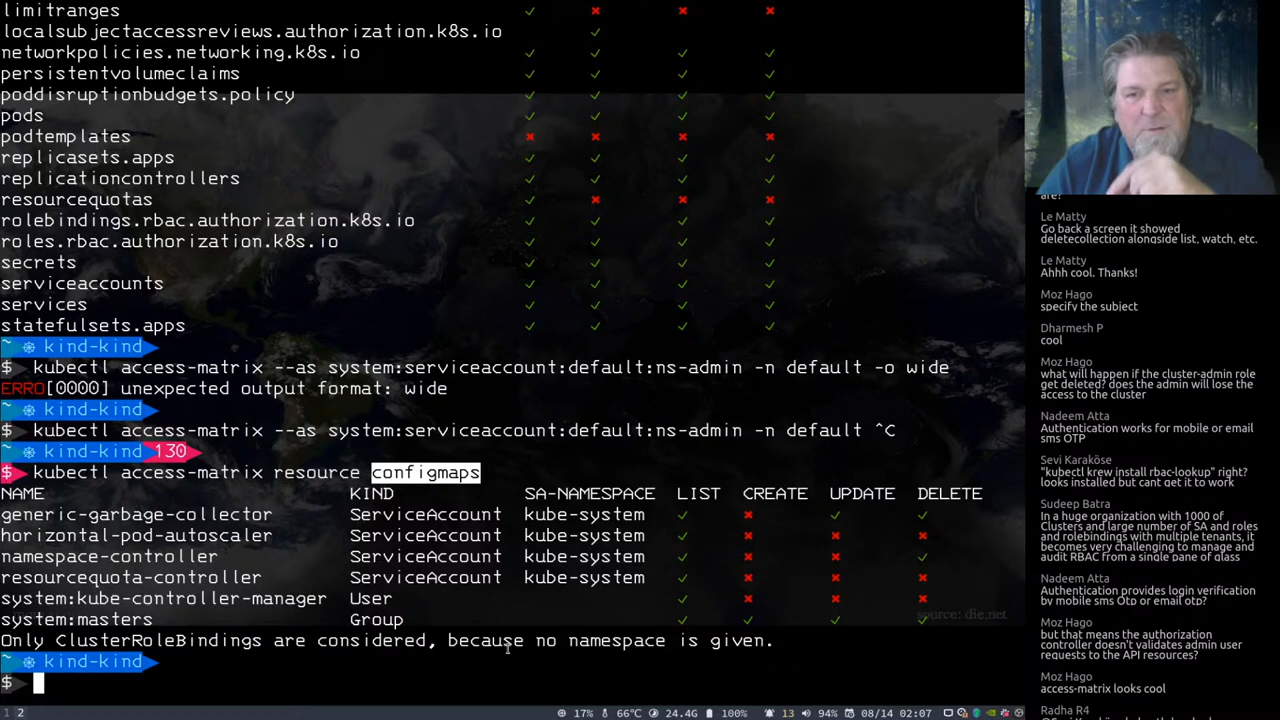 limitranges ✓ ✖ ✖ ✖
localsubjectaccessreviews.authorization.k8s.io ✓
networkpolicies.networking.k8s.io ✓ ✓ ✓ ✓
persistentvolumeclaims ✓ ✓ ✓ ✓
poddisruptionbudgets.policy ✓ ✓ ✓ ✓
pods ✓ ✓ ✓ ✓
podtemplates ✖ ✖ ✖ ✖
replicasets.apps ✓ ✓ ✓ ✓
replicationcontrollers ✓ ✓ ✓ ✓
resourcequotas ✓ ✖ ✖ ✖
rolebindings.rbac.authorization.k8s.io ✓ ✓ ✓ ✓
roles.rbac.authorization.k8s.io ✓ ✓ ✓ ✓
secrets ✓ ✓ ✓ ✓
serviceaccounts ✓ ✓ ✓ ✓
services ✓ ✓ ✓ ✓
statefulsets.apps ✓ ✓ ✓ ✓
~ ⎈ kind-kind
$ kubectl access-matrix --as system:serviceaccount:default:ns-admin -n default -o wide
ERRO[0000] unexpected output format: wide
~ ⎈ kind-kind
$ kubectl access-matrix --as system:serviceaccount:default:ns-admin -n default ^C
~ ⎈ kind-kind 130
$ kubectl access-matrix resource configmaps
NAME KIND SA-NAMESPACE LIST CREATE UPDATE DELETE
generic-garbage-collector ServiceAccount kube-system ✓ ✖ ✓ ✓
horizontal-pod-autoscaler ServiceAccount kube-system ✓ ✖ ✖ ✖
namespace-controller ServiceAccount kube-system ✓ ✖ ✖ ✓
resourcequota-controller ServiceAccount kube-system ✓ ✖ ✖ ✖
system:kube-controller-manager User ✓ ✖ ✖ ✖
system:masters Group ✓ ✓ ✓ ✓
source: die.net
Only ClusterRoleBindings are considered, because no namespace is given.
~ ⎈ kind-kind
$
1 2
17% 66°C 24.4G 100% 13 94% 08/14 02:07
are?
Le Matty
Go back a screen it showed
deletecollection alongside list, watch, etc.
Le Matty
Ahhh cool. Thanks!
Moz Hago
specify the subject
Dharmesh P
cool
Moz Hago
what will happen if the cluster-admin role
get deleted? does the admin will lose the
access to the cluster
Nadeem Atta
Authentication works for mobile or email
sms OTP
Sevi Karaköse
"kubectl krew install rbac-lookup" right?
looks installed but cant get it to work
Sudeep Batra
In a huge organization with 1000 of
Clusters and large number of SA and roles
and rolebindings with multiple tenants, it
becomes very challenging to manage and
audit RBAC from a single pane of glass
Nadeem Atta
Authentication provides login verification
by mobile sms Otp or email otp?
Moz Hago
but that means the authorization
controller doesn't validates admin user
requests to the API resources?
Moz Hago
access-matrix looks cool
Radha R4